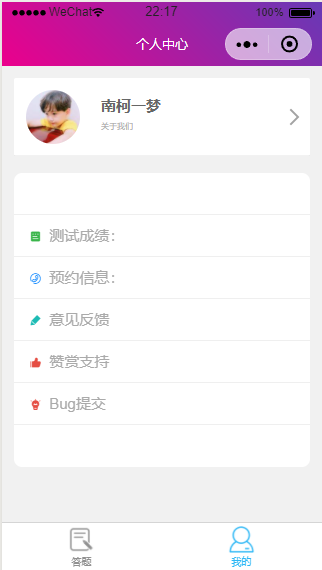 WeChat 22:17 100%
个人中心
南柯一梦
关于我们
测试成绩：
预约信息：
意见反馈
赞赏支持
Bug提交
答题 我的